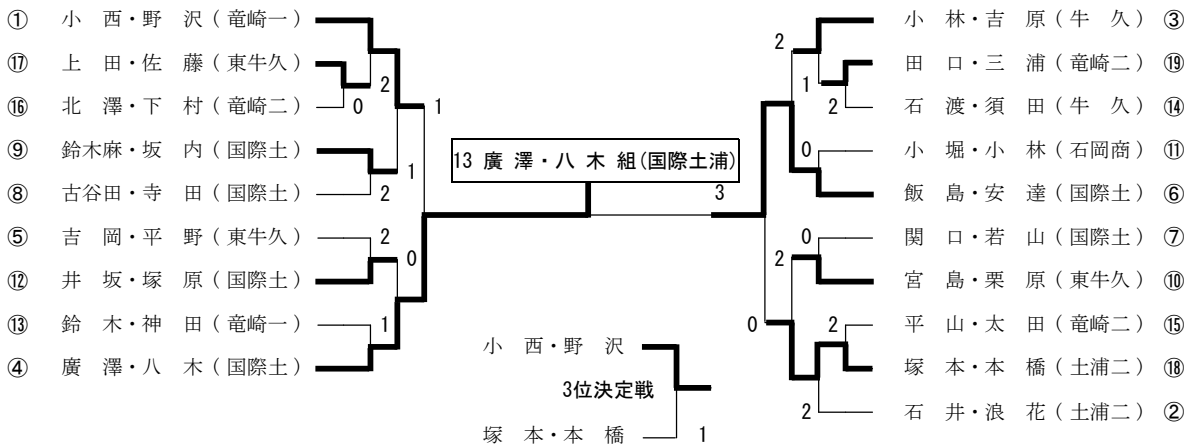 ① 小 西・野 沢 ( 竜崎一 )
⑰ 上 田・佐 藤 ( 東牛久 )
2
⑯ 北 澤・下 村 ( 竜崎二 )
0
1
⑨ 鈴木麻・坂 内 ( 国際土 )
1
⑧ 古谷田・寺 田 ( 国際土 )
2
⑤ 吉 岡・平 野 ( 東牛久 )
2
0
⑫ 井 坂・塚 原 ( 国際土 )
⑬ 鈴 木・神 田 ( 竜崎一 )
1
④ 廣 澤・八 木 ( 国際土 )
13 廣 澤・八 木 組(国際土浦)
3
小 西・野 沢
3位決定戦
塚 本・本 橋
1
小 林・吉 原 ( 牛 久 ) ③
2
田 口・三 浦 ( 竜崎二 ) ⑲
1
石 渡・須 田 ( 牛 久 ) ⑭
2
小 堀・小 林 ( 石岡商 ) ⑪
0
飯 島・安 達 ( 国際土 ) ⑥
関 口・若 山 ( 国際土 ) ⑦
0
2
宮 島・栗 原 ( 東牛久 ) ⑩
平 山・太 田 ( 竜崎二 ) ⑮
2
0
塚 本・本 橋 ( 土浦二 ) ⑱
石 井・浪 花 ( 土浦二 ) ②
2